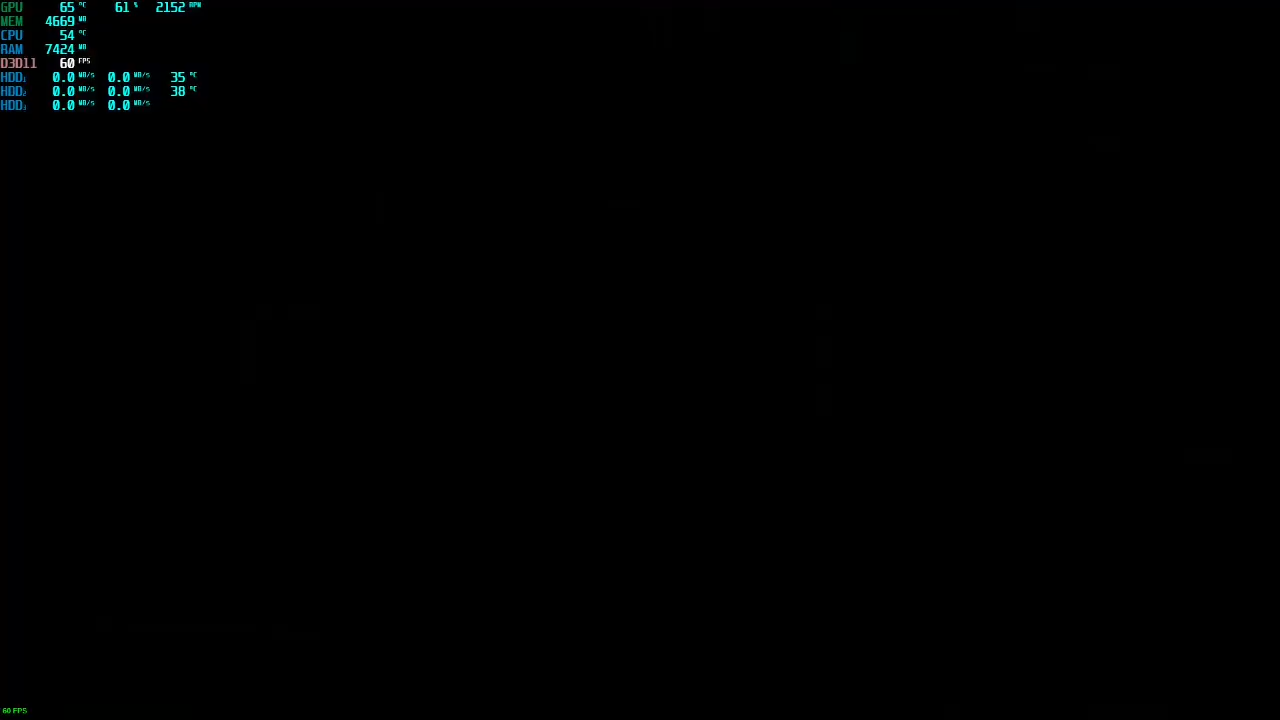 GPU 65 °C 61 % 2152 RPM
MEM 4669 MB
CPU 54 °C
RAM 7424 MB
D3D11 60 FPS
HDD1 0.0 MB/s 0.0 MB/s 35 °C
HDD2 0.0 MB/s 0.0 MB/s 38 °C
HDD3 0.0 MB/s 0.0 MB/s
60 FPS